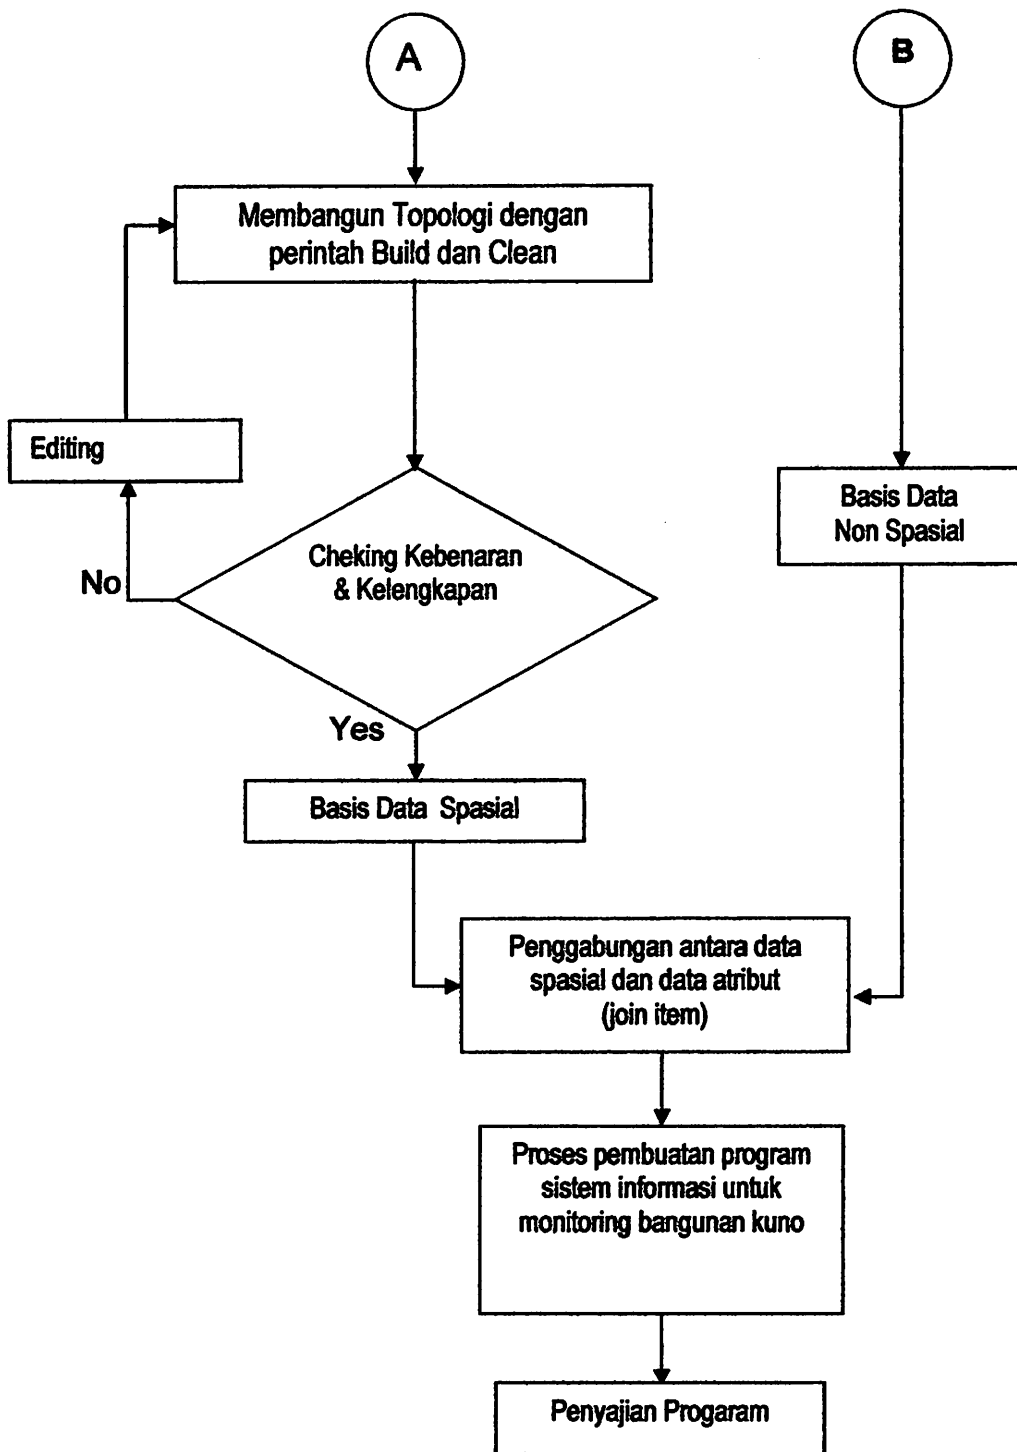 A
B
Membangun Topologi dengan
perintah Build dan Clean
Editing
Basis Data
Non Spasial
Cheking Kebenaran
& Kelengkapan
No
Yes
Basis Data Spasial
Penggabungan antara data
spasial dan data atribut
(join item)
Proses pembuatan program
sistem informasi untuk
monitoring bangunan kuno
Penyajian Progaram